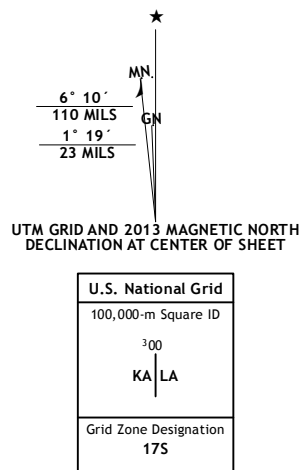 ★
MN.
GN
6° 10´
110 MILS
1° 19´
23 MILS
UTM GRID AND 2013 MAGNETIC NORTH
DECLINATION AT CENTER OF SHEET
U.S. National Grid
100,000-m Square ID
³00
KA LA
Grid Zone Designation
17S